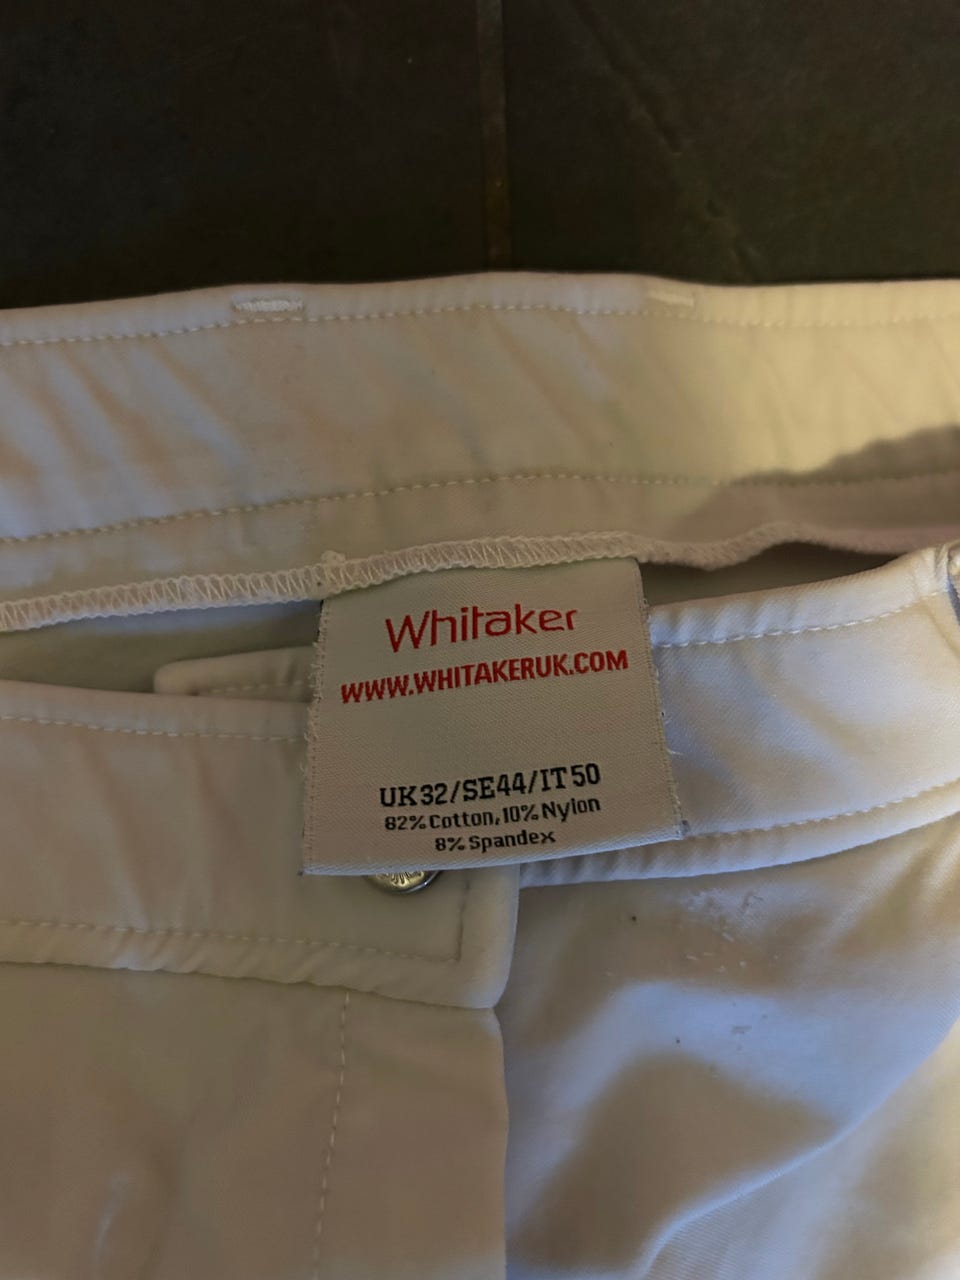 Whitaker
WWW.WHITAKERUK.COM
UK32/SE44/IT50
82% Cotton, 10% Nylon
8% Spandex